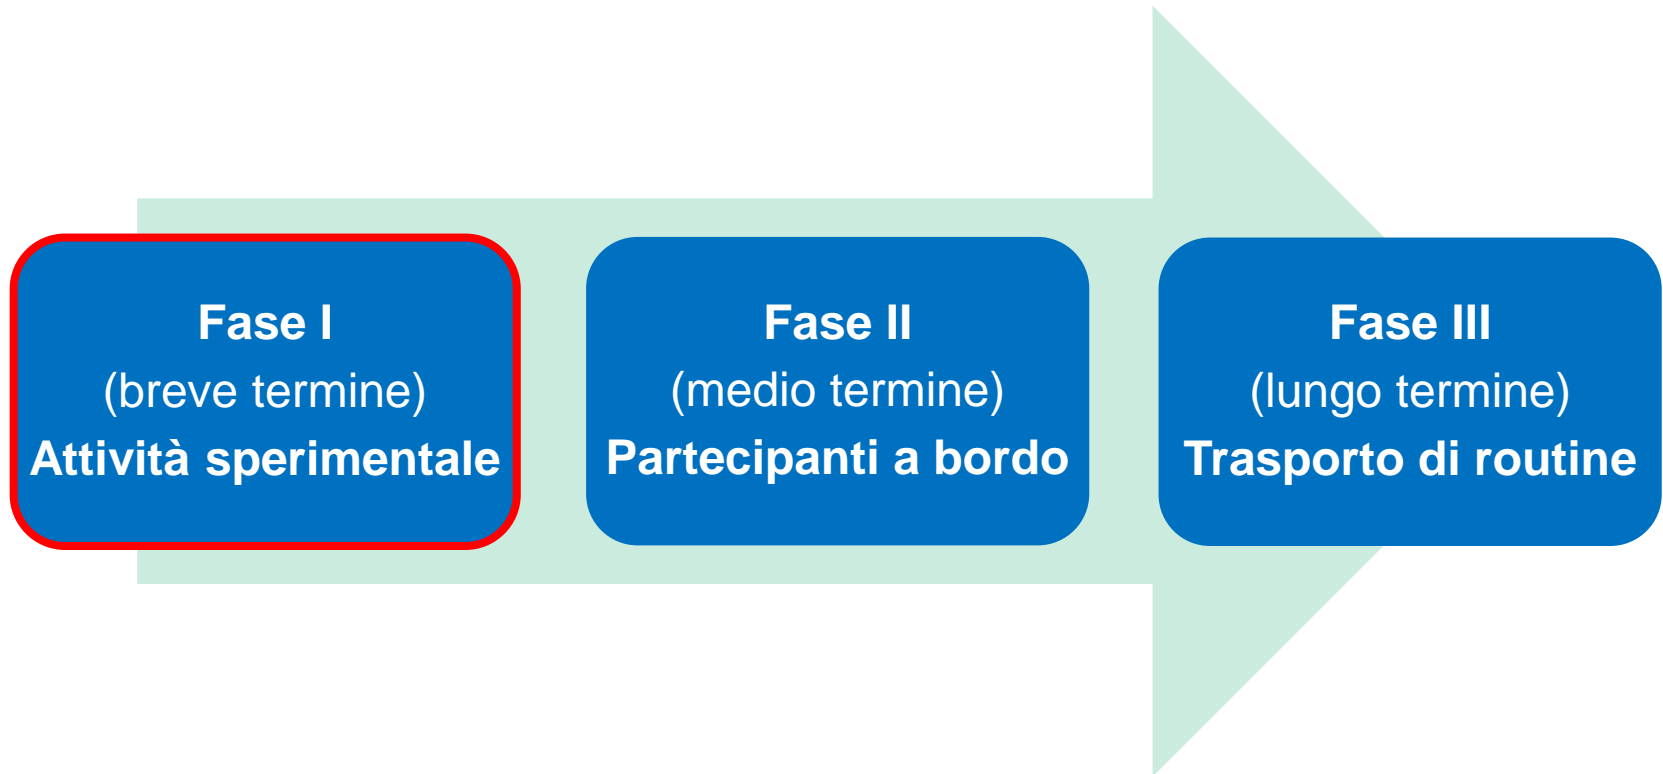 Fase I
(breve termine)
Attività sperimentale
Fase II
(medio termine)
Partecipanti a bordo
Fase III
(lungo termine)
Trasporto di routine